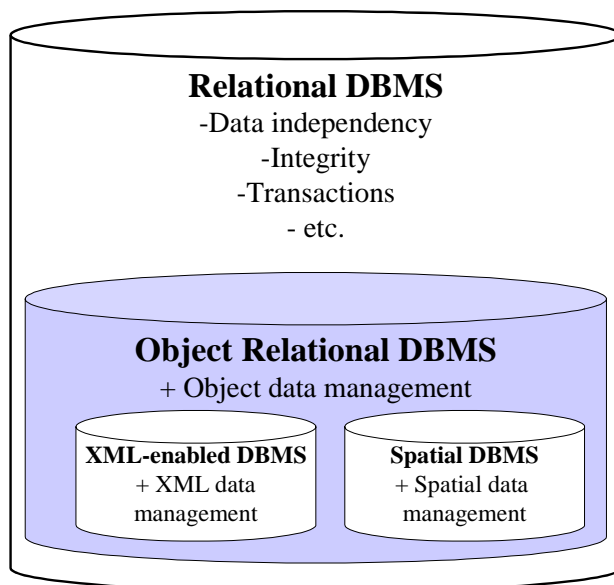 Relational DBMS
-Data independency
-Integrity
-Transactions
- etc.
Object Relational DBMS
+ Object data management
XML-enabled DBMS
+ XML data
management
Spatial DBMS
+ Spatial data
management